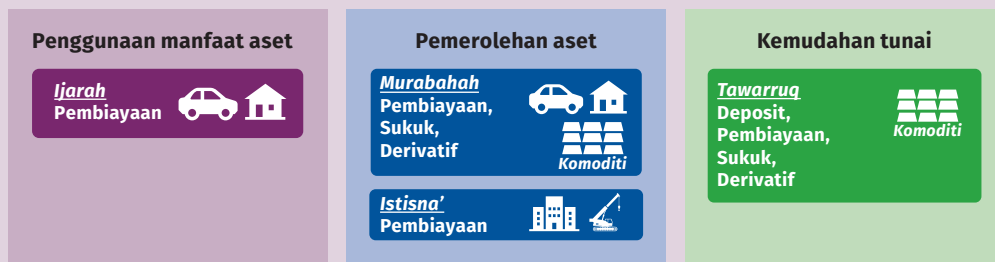 Penggunaan manfaat aset
Ijarah
Pembiayaan
Pemerolehan aset
Murabahah
Pembiayaan,
Sukuk,
Derivatif
Komoditi
Istisna'
Pembiayaan
Kemudahan tunai
Tawarruq
Deposit,
Pembiayaan,
Sukuk,
Derivatif
Komoditi